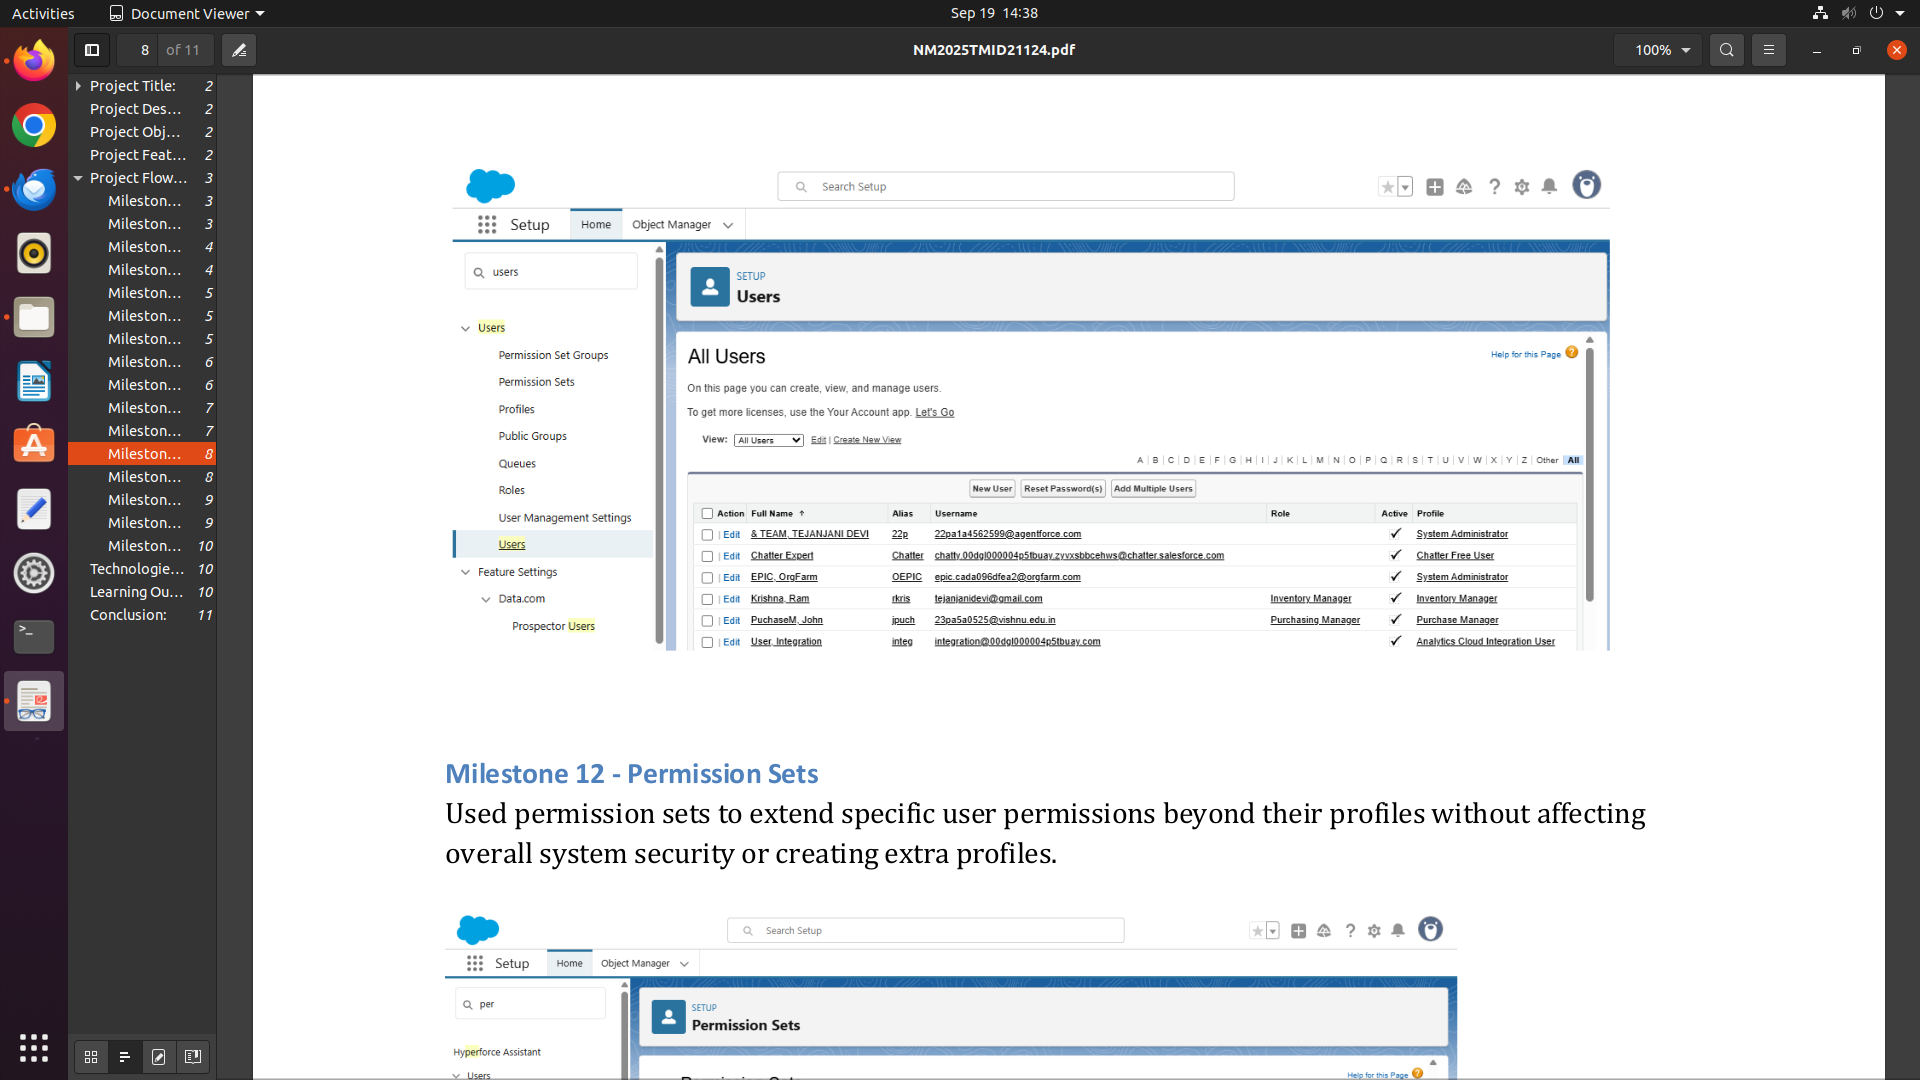 Activities Document Viewer Sep 19 14:38
8 of 11 NM2025TMID21124.pdf 100%
Project Title: 2
Project Des... 2
Project Obj... 2
Project Feat... 2
Project Flow... 3
Mileston... 3
Mileston... 3
Mileston... 4
Mileston... 4
Mileston... 5
Mileston... 5
Mileston... 5
Mileston... 6
Mileston... 6
Mileston... 7
Mileston... 7
Mileston... 8
Mileston... 8
Mileston... 9
Mileston... 9
Mileston... 10
Technologie... 10
Learning Ou... 10
Conclusion: 11
Search Setup
Setup Home Object Manager
users
Users
Permission Set Groups
Permission Sets
Profiles
Public Groups
Queues
Roles
User Management Settings
Users
Feature Settings
Data.com
Prospector Users
SETUP
Users
All Users
Help for this Page
On this page you can create, view, and manage users.
To get more licenses, use the Your Account app. Let's Go
View: All Users Edit | Create New View
A | B | C | D | E | F | G | H | I | J | K | L | M | N | O | P | Q | R | S | T | U | V | W | X | Y | Z | Other | All
New User Reset Password(s) Add Multiple Users
Action Full Name ↑ Alias Username Role Active Profile
| Edit & TEAM, TEJANJANI DEVI 22p 22pa1a4562599@agentforce.com ✓ System Administrator
| Edit Chatter Expert Chatter chatty.00dgl000004p5tbuay.zyvxsbbcehws@chatter.salesforce.com ✓ Chatter Free User
| Edit EPIC, OrgFarm OEPIC epic.cada096dfea2@orgfarm.com ✓ System Administrator
| Edit Krishna, Ram rkris tejanjanidevi@gmail.com Inventory Manager ✓ Inventory Manager
| Edit PuchaseM, John jpuch 23pa5a0525@vishnu.edu.in Purchasing Manager ✓ Purchase Manager
| Edit User, Integration integ integration@00dgl000004p5tbuay.com ✓ Analytics Cloud Integration User
Milestone 12 - Permission Sets
Used permission sets to extend specific user permissions beyond their profiles without affecting
overall system security or creating extra profiles.
Search Setup
Setup Home Object Manager
per
Hyperforce Assistant
Users
SETUP
Permission Sets
Permission Sets
Help for this Page